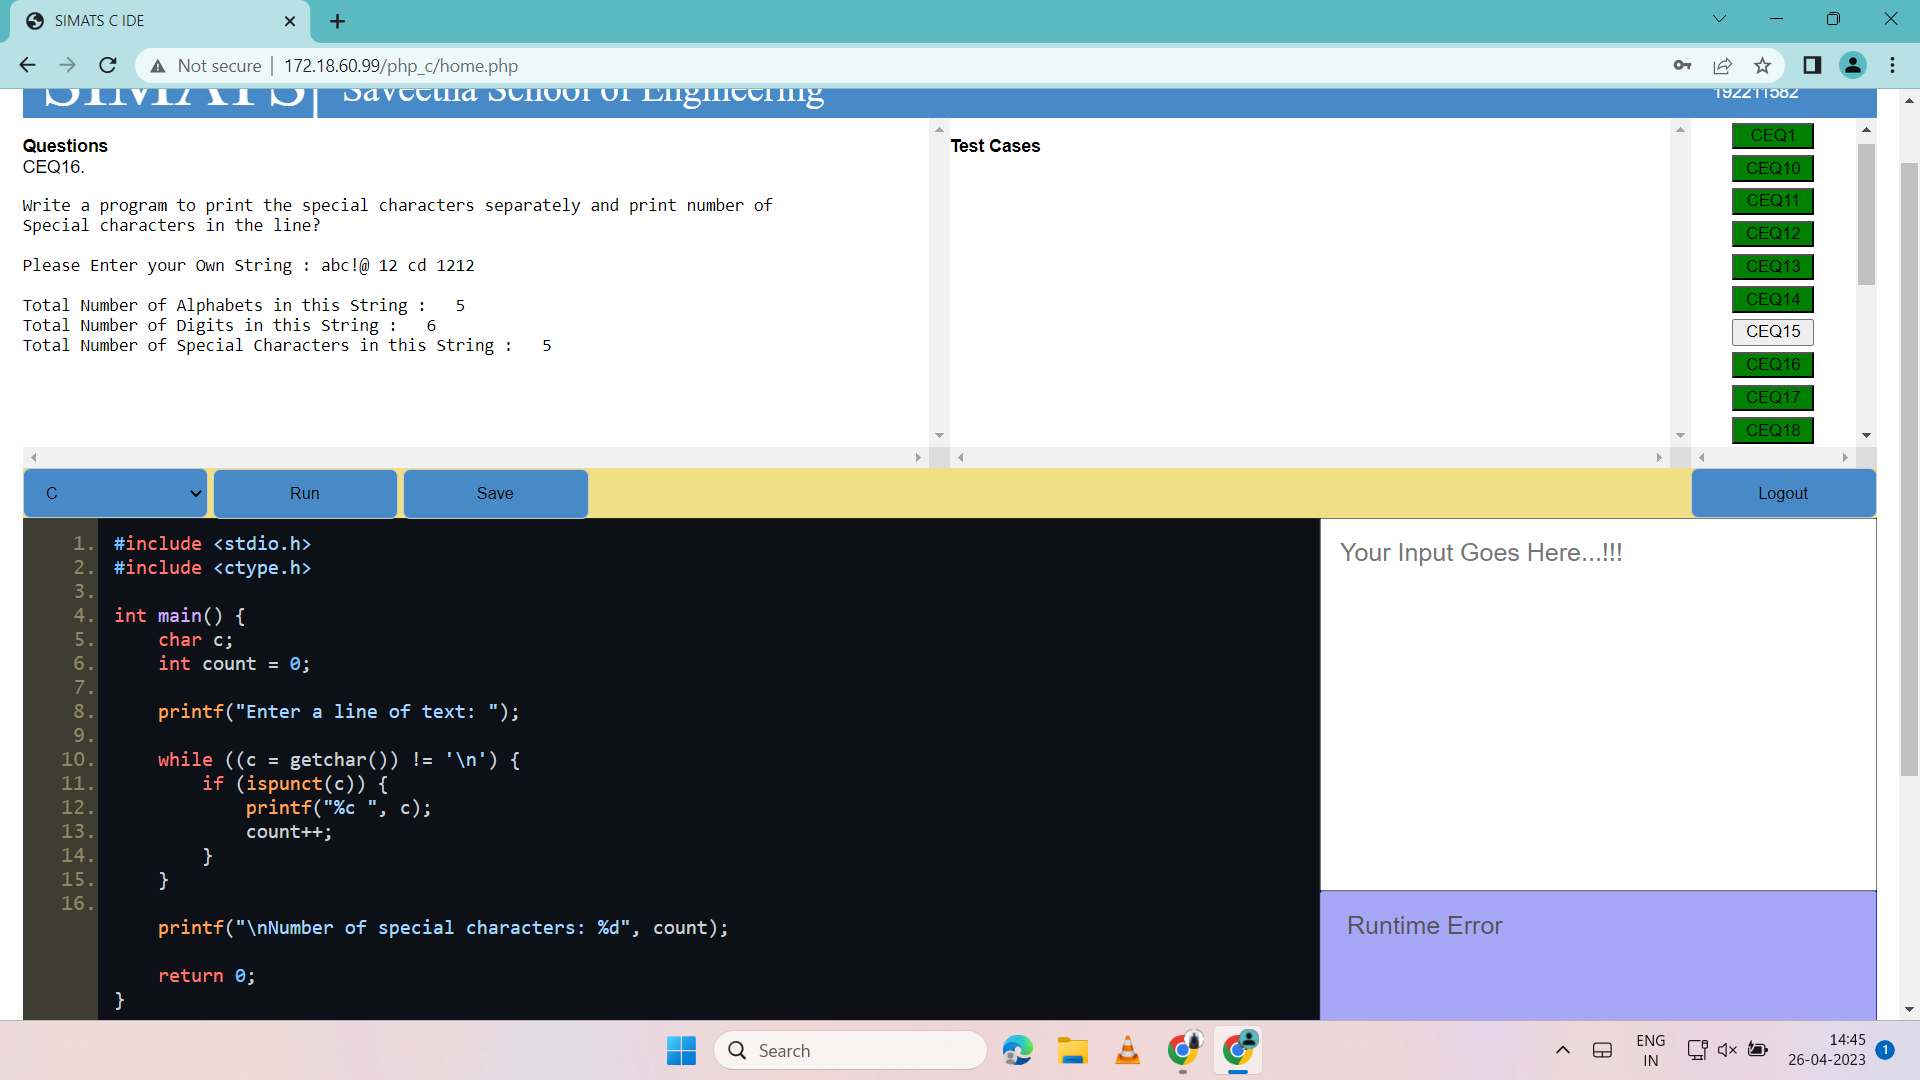 SIMATS C IDE
Not secure | 172.18.60.99/php_c/home.php
SIMATS | Saveetha School of Engineering
192211582
Questions
CEQ16.
Write a program to print the special characters separately and print number of
Special characters in the line?
Please Enter your Own String : abc!@ 12 cd 1212
Total Number of Alphabets in this String :   5
Total Number of Digits in this String :   6
Total Number of Special Characters in this String :   5
Test Cases
CEQ1
CEQ10
CEQ11
CEQ12
CEQ13
CEQ14
CEQ15
CEQ16
CEQ17
CEQ18
C
Run
Save
Logout
1. #include <stdio.h>
2. #include <ctype.h>
3.
4. int main() {
5.     char c;
6.     int count = 0;
7.
8.     printf("Enter a line of text: ");
9.
10.     while ((c = getchar()) != '\n') {
11.         if (ispunct(c)) {
12.             printf("%c ", c);
13.             count++;
14.         }
15.     }
16.
    printf("\nNumber of special characters: %d", count);
    return 0;
}
Your Input Goes Here...!!!
Runtime Error
Search
ENG
IN
14:45
26-04-2023
1